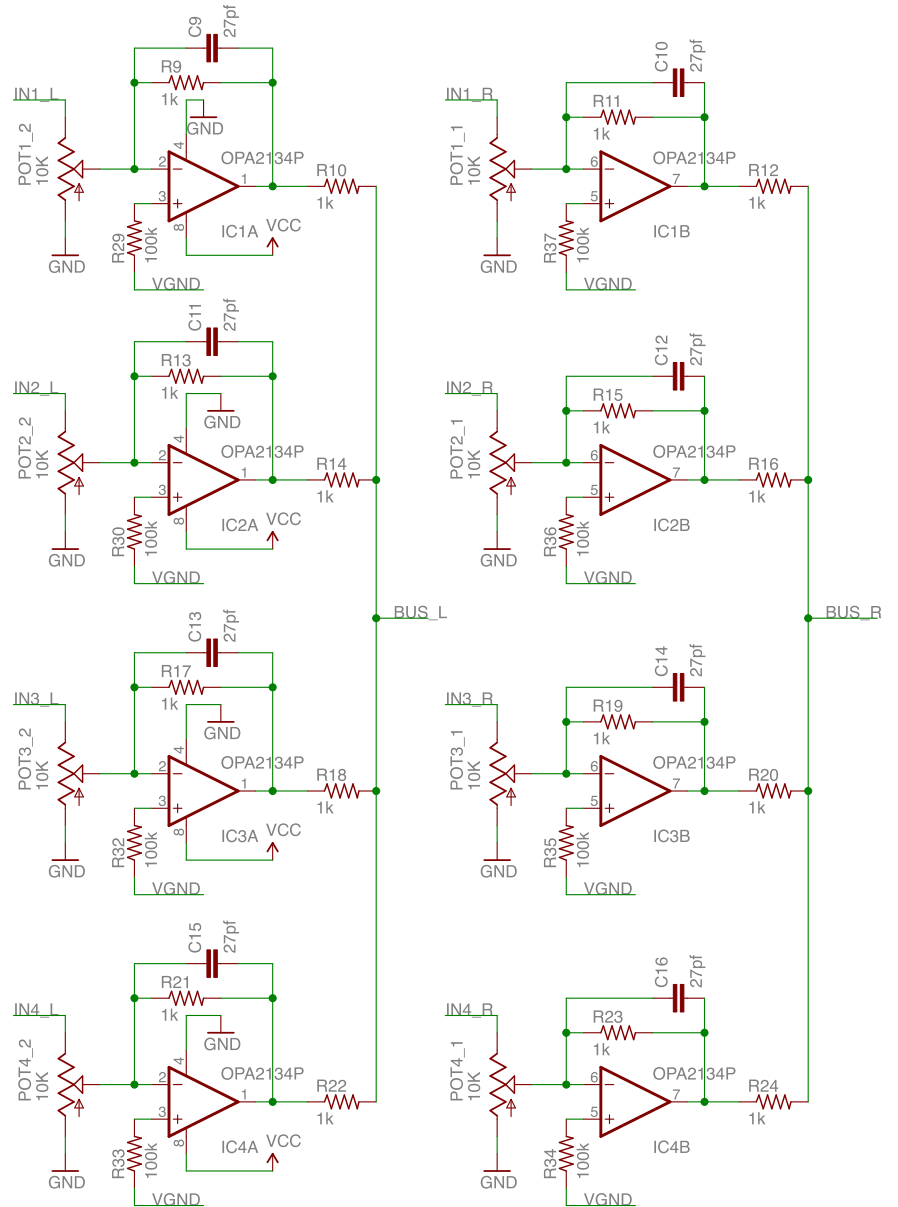 C9
27pf
R9
1k
IN1_L
GND
POT1_2
10K
4
2
OPA2134P
1
R10
1k
3
8
IC1A
VCC
R29
100k
GND
VGND
C10
27pf
R11
1k
IN1_R
POT1_1
10K
6
OPA2134P
7
R12
1k
5
IC1B
R37
100k
GND
VGND
C11
27pf
R13
1k
IN2_L
GND
POT2_2
10K
4
2
OPA2134P
1
R14
1k
3
8
IC2A
VCC
R30
100k
GND
VGND
C12
27pf
R15
1k
IN2_R
POT2_1
10K
6
OPA2134P
7
R16
1k
5
IC2B
R36
100k
GND
VGND
BUS_L
BUS_R
C13
27pf
R17
1k
IN3_L
GND
POT3_2
10K
4
2
OPA2134P
1
R18
1k
3
8
IC3A
VCC
R32
100k
GND
VGND
C14
27pf
R19
1k
IN3_R
POT3_1
10K
6
OPA2134P
7
R20
1k
5
IC3B
R35
100k
GND
VGND
C15
27pf
R21
1k
IN4_L
GND
POT4_2
10K
4
2
OPA2134P
1
R22
1k
3
8
IC4A
VCC
R33
100k
GND
VGND
C16
27pf
R23
1k
IN4_R
POT4_1
10K
6
OPA2134P
7
R24
1k
5
IC4B
R34
100k
GND
VGND